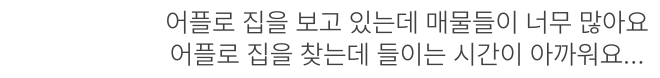 어플로 집을 보고 있는데 매물들이 너무 많아요
어플로 집을 찾는데 들이는 시간이 아까워요...